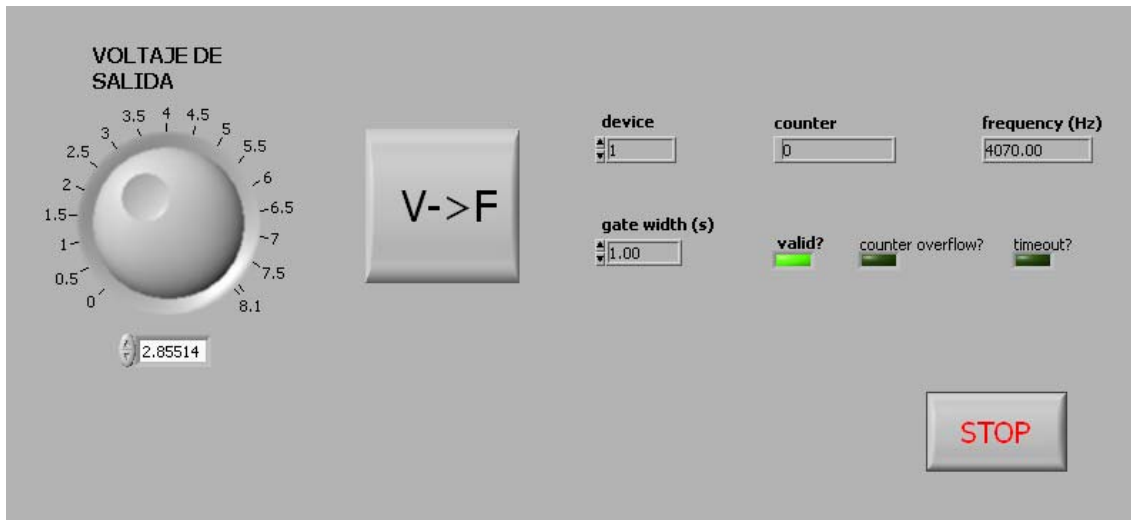 VOLTAJE DE
SALIDA
0
0.5
1
1.5
2
2.5
3
3.5
4
4.5
5
5.5
6
6.5
7
7.5
8.1
2.85514
V->F
device
1
counter
0
frequency (Hz)
4070.00
gate width (s)
1.00
valid?
counter overflow?
timeout?
STOP